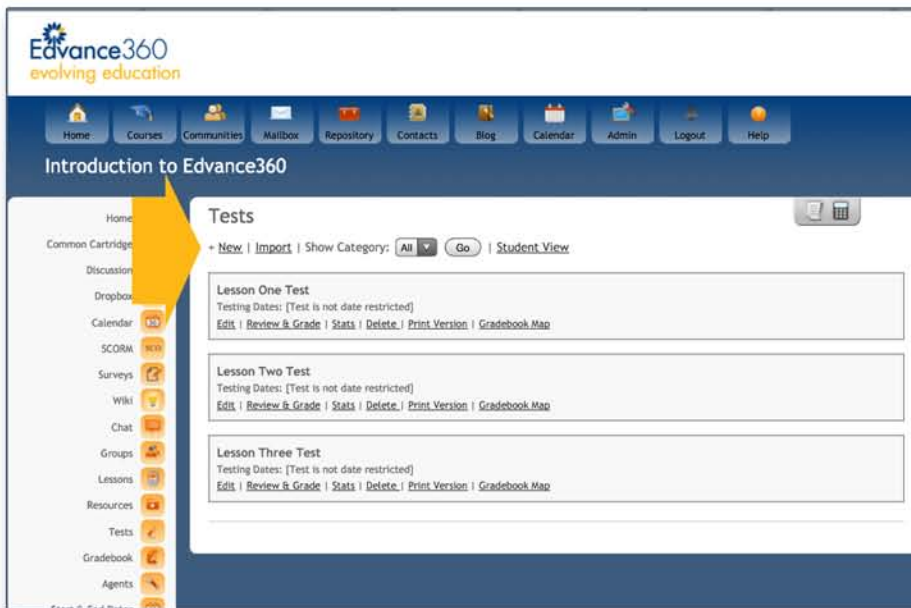 Edvance360
evolving education
Home Courses Communities Mailbox Repository Contacts Blog Calendar Admin Logout Help
Introduction to Edvance360
Home
Common Cartridge
Discussion
Dropbox
Calendar
SCORM
Surveys
Wiki
Chat
Groups
Lessons
Resources
Tests
Gradebook
Agents
Start & End Dates
Tests
+ New | Import | Show Category: All Go | Student View
Lesson One Test
Testing Dates: [Test is not date restricted]
Edit | Review & Grade | Stats | Delete | Print Version | Gradebook Map
Lesson Two Test
Testing Dates: [Test is not date restricted]
Edit | Review & Grade | Stats | Delete | Print Version | Gradebook Map
Lesson Three Test
Testing Dates: [Test is not date restricted]
Edit | Review & Grade | Stats | Delete | Print Version | Gradebook Map